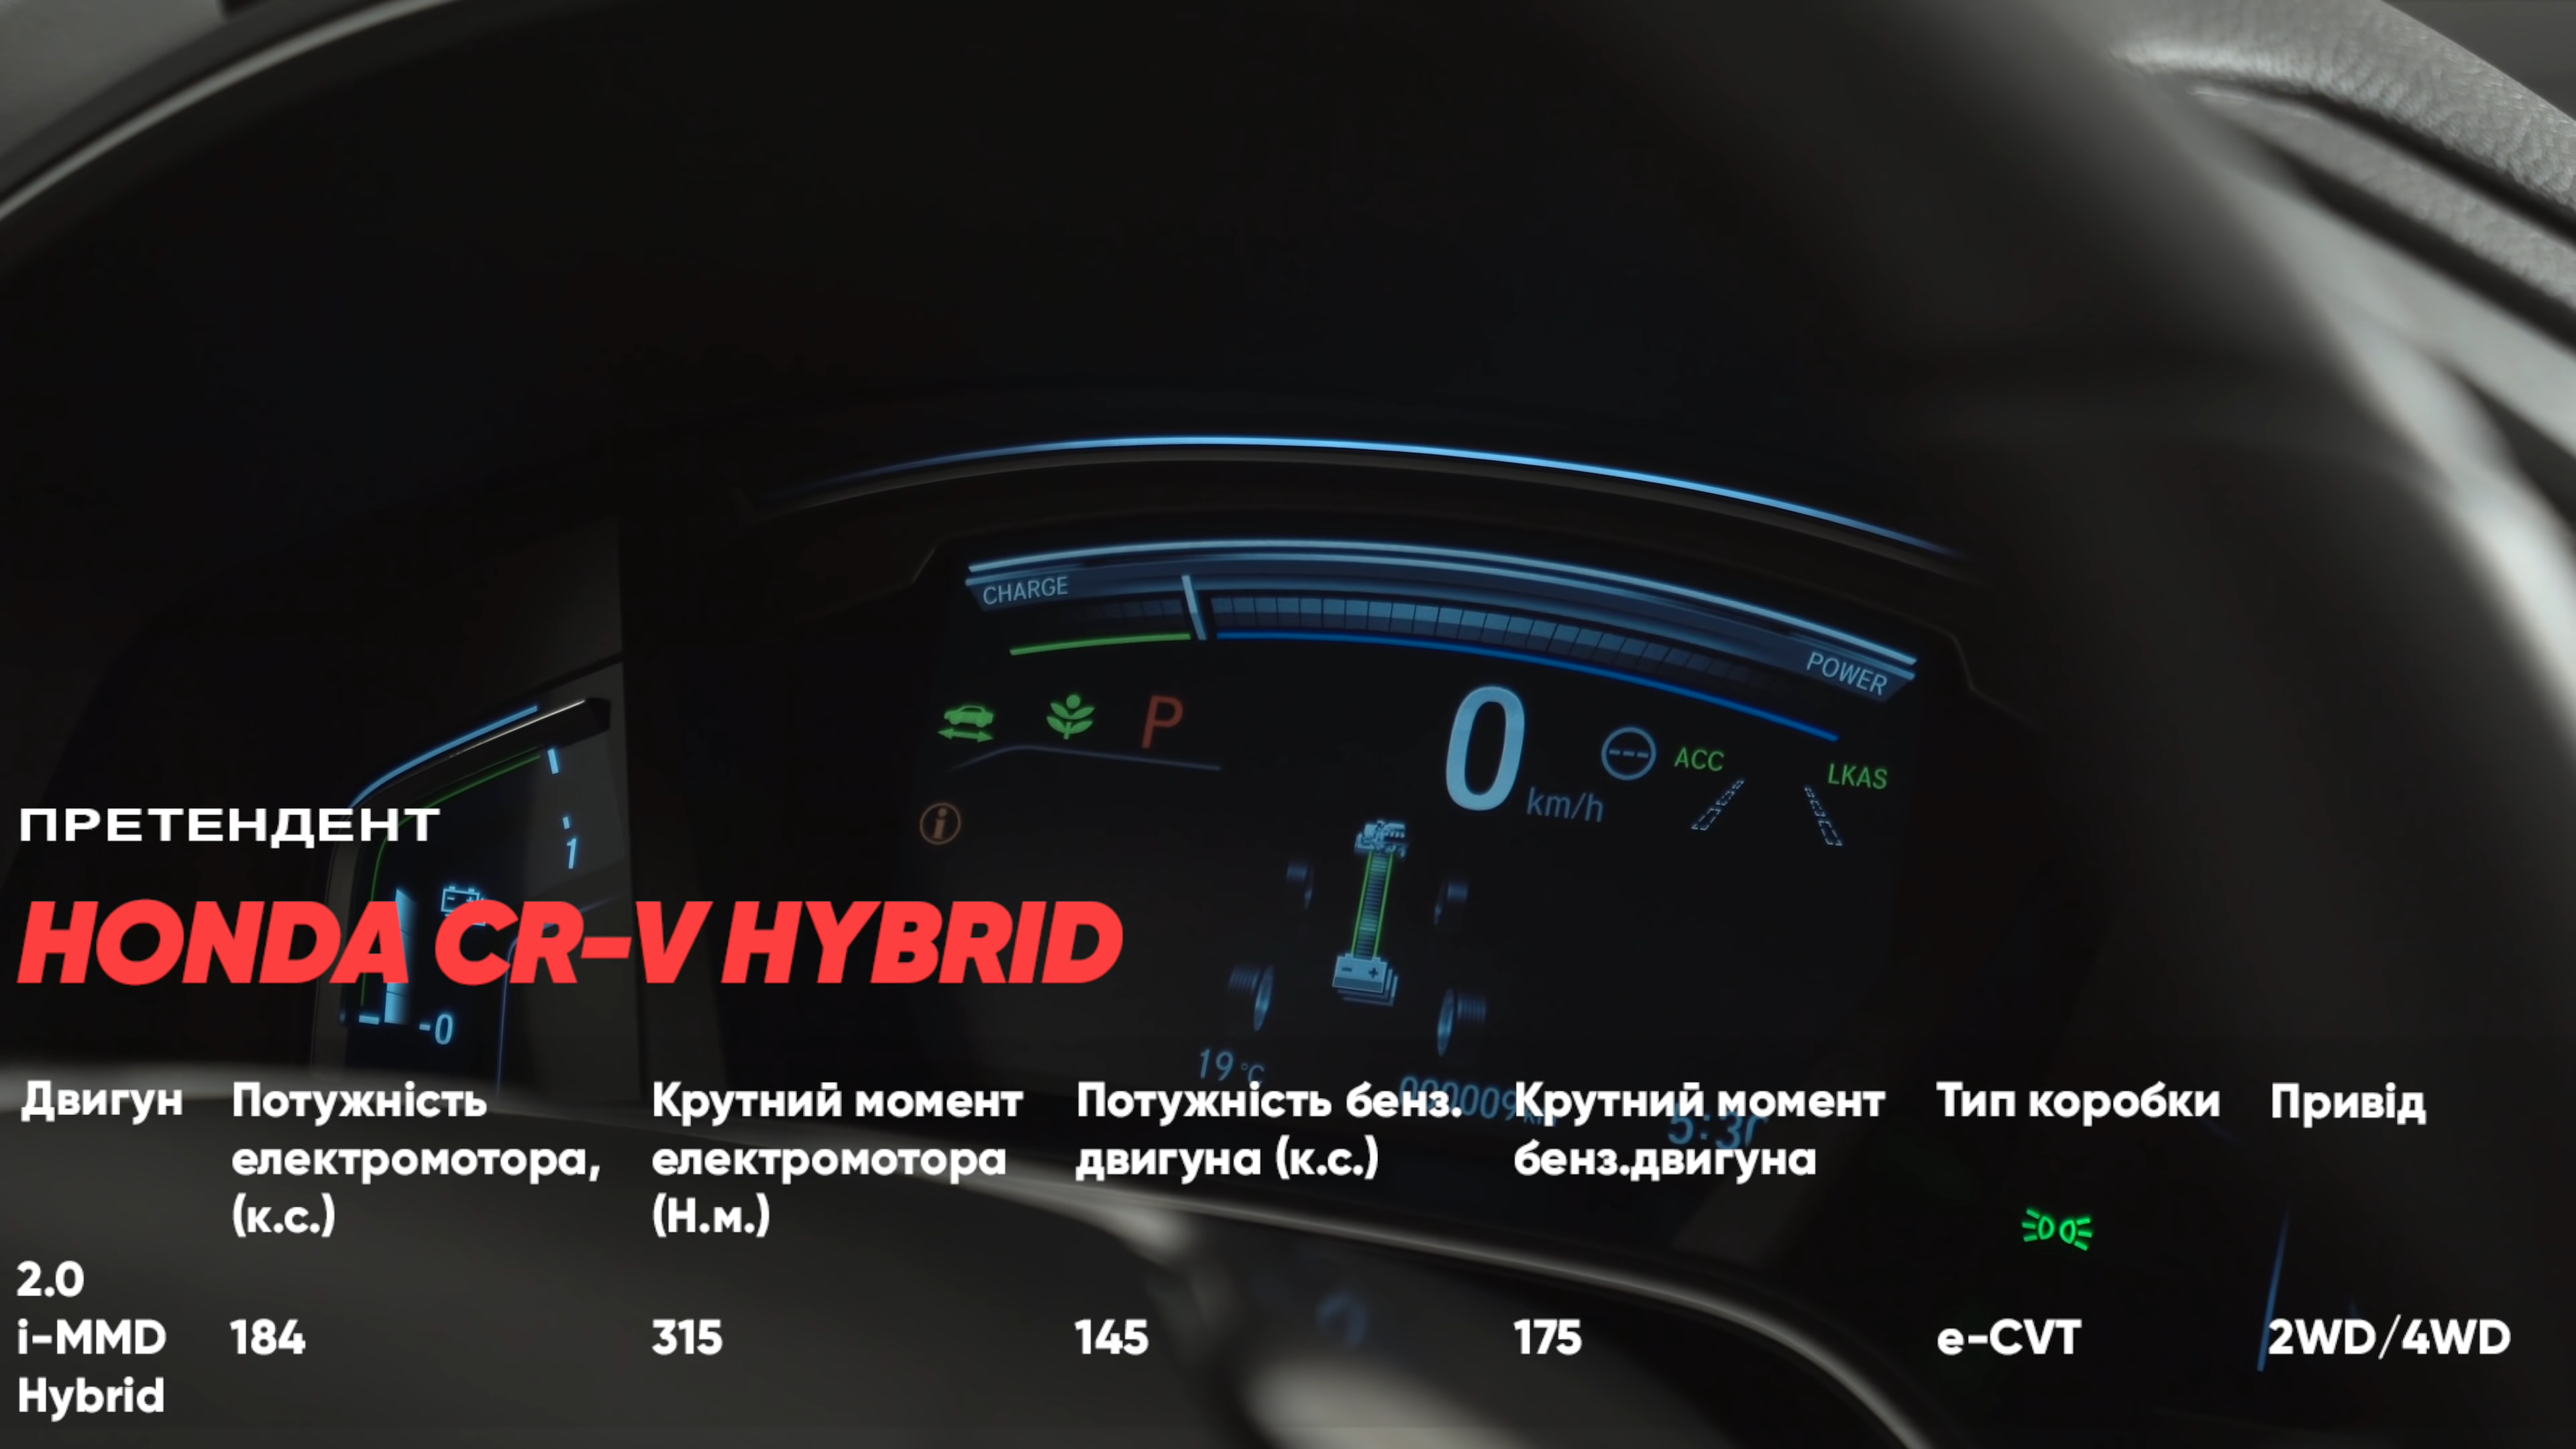 CHARGE
POWER
P
0
km/h
ACC
LKAS
1
ПРЕТЕНДЕНТ
HONDA CR-V HYBRID
-0
19 °C
Двигун
Потужність
електромотора,
(к.с.)
Крутний момент
електромотора
(Н.м.)
Потужність бенз.
двигуна (к.с.)
Крутний момент
бенз.двигуна
Тип коробки
Привід
2.0
i-MMD
Hybrid
184
315
145
175
e-CVT
2WD/4WD